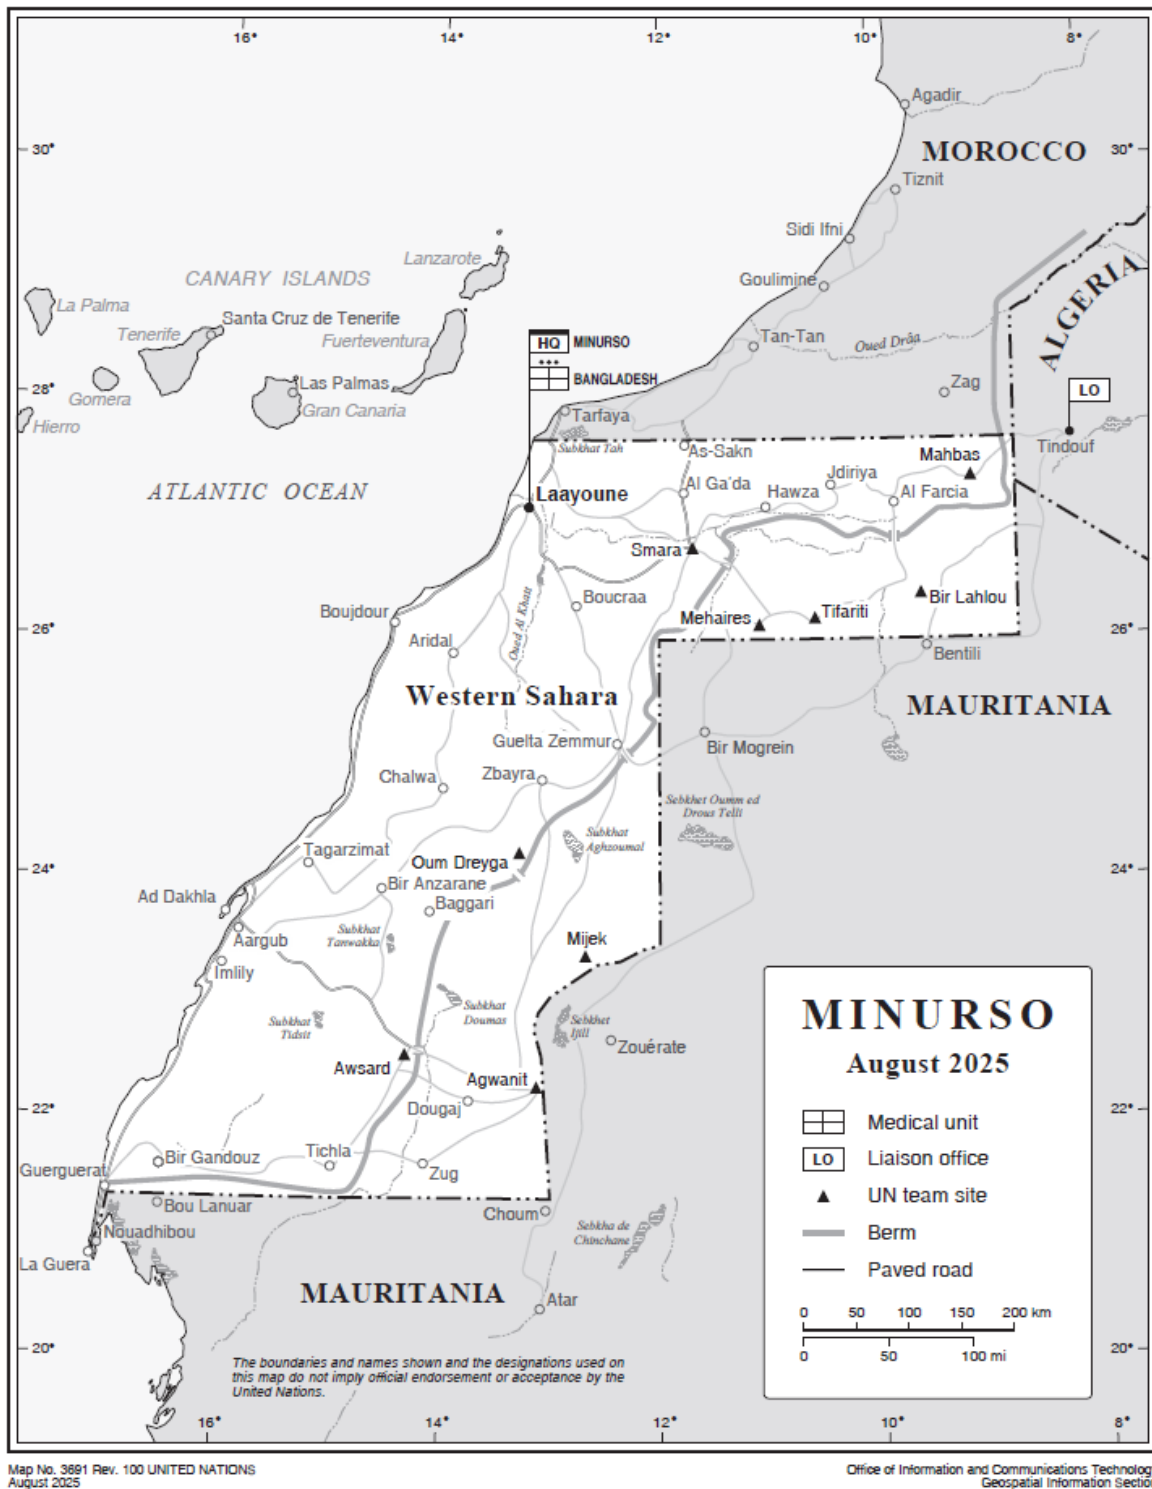 16°
14°
12°
10°
8°
Agadir
30°
MOROCCO
30°
Tiznit
Sidi Ifni
Lanzarote
CANARY ISLANDS
Goulimine
ALGERIA
La Palma
Santa Cruz de Tenerife
Tenerife
Fuerteventura
HQ MINURSO
Tan-Tan
Oued Drâa
BANGLADESH
28°
Las Palmas
Zag
LO
Gomera
Gran Canaria
Tarfaya
Hierro
Subkhat Tah
As-Sakn
Tindouf
Mahbas
ATLANTIC OCEAN
Laayoune
Al Ga'da
Jdiriya
Hawza
Al Farcia
Smara
Boucraa
Bir Lahlou
Boujdour
Oued Al Khatt
Mehaires
Tifariti
26°
26°
Aridal
Bentili
Western Sahara
MAURITANIA
Guelta Zemmur
Bir Mogrein
Chalwa
Zbayra
Sebkhet Oumm ed
Drous Telli
Subkhat
Aghzoumal
Tagarzimat
Oum Dreyga
24°
24°
Bir Anzarane
Ad Dakhla
Baggari
Aargub
Subkhat
Tanwakka
Mijek
Imlily
Subkhat
Doumas
Subkhat
Tidsit
Sebkhet
Ijill
Zouérate
Awsard
Agwanit
Dougaj
22°
22°
Tichla
Bir Gandouz
Zug
Guerguerat
Bou Lanuar
Choum
Nouadhibou
Sebkha de
Chinchane
La Guera
MAURITANIA
Atar
20°
20°
The boundaries and names shown and the designations used on
this map do not imply official endorsement or acceptance by the
United Nations.
MINURSO
August 2025
Medical unit
LO Liaison office
UN team site
Berm
Paved road
0 50 100 150 200 km
0 50 100 mi
16°
14°
12°
10°
8°
Map No. 3691 Rev. 100 UNITED NATIONS
August 2025
Office of Information and Communications Technology
Geospatial Information Section